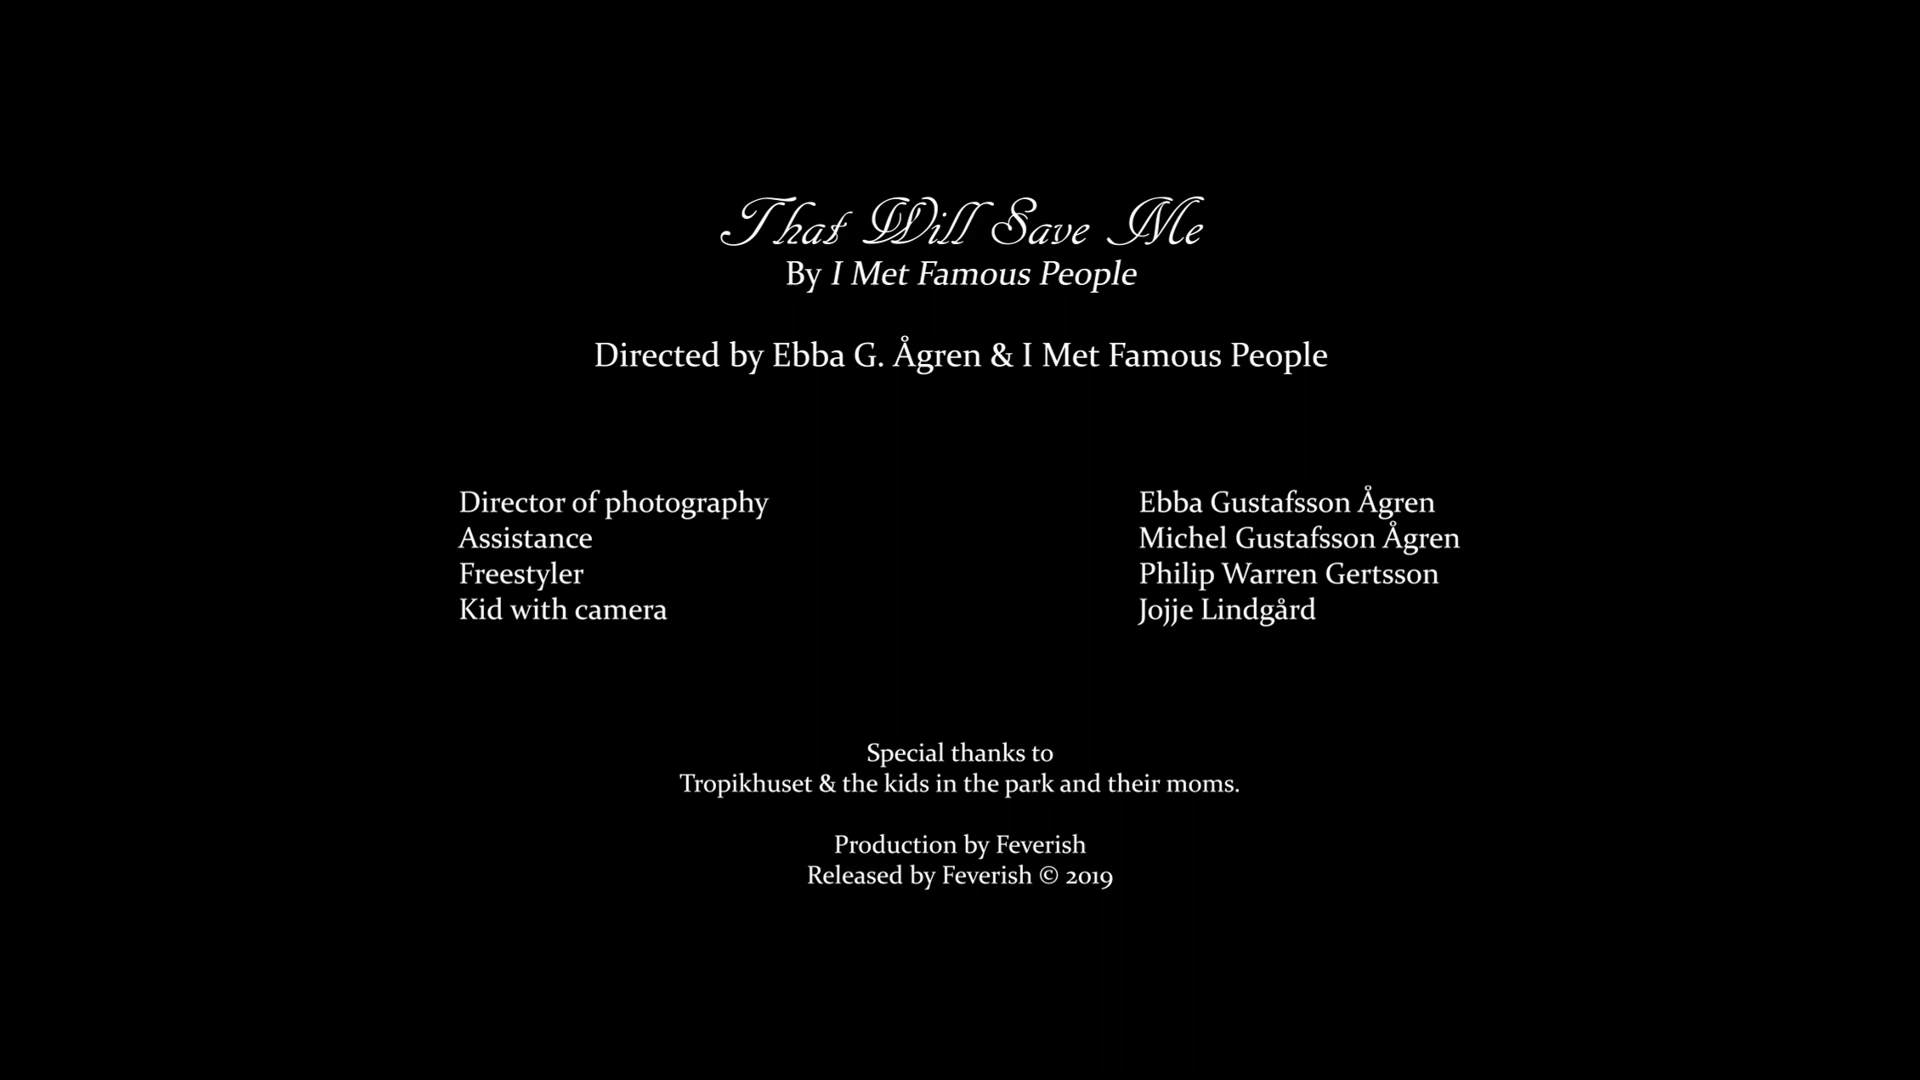 That Will Save Me
By I Met Famous People
Directed by Ebba G. Ågren & I Met Famous People
Director of photography Ebba Gustafsson Ågren
Assistance Michel Gustafsson Ågren
Freestyler Philip Warren Gertsson
Kid with camera Jojje Lindgård
Special thanks to
Tropikhuset & the kids in the park and their moms.
Production by Feverish
Released by Feverish © 2019